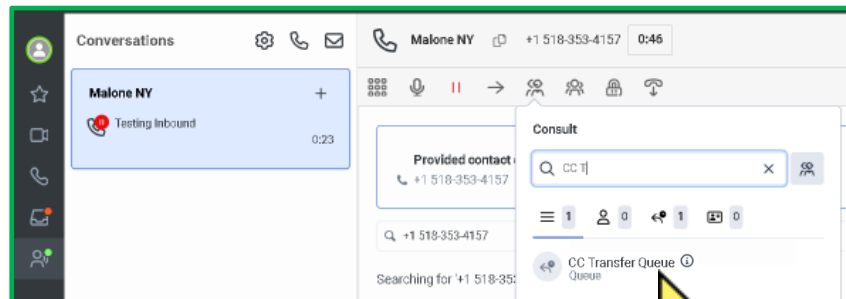 Conversations
Malone NY
+1 518-353-4157
0:46
Malone NY
Testing Inbound
0:23
Consult
CC T
Provided contact
+1 518-353-4157
1
0
1
0
+1 518-353-4157
CC Transfer Queue
Queue
Searching for '+1 518-35